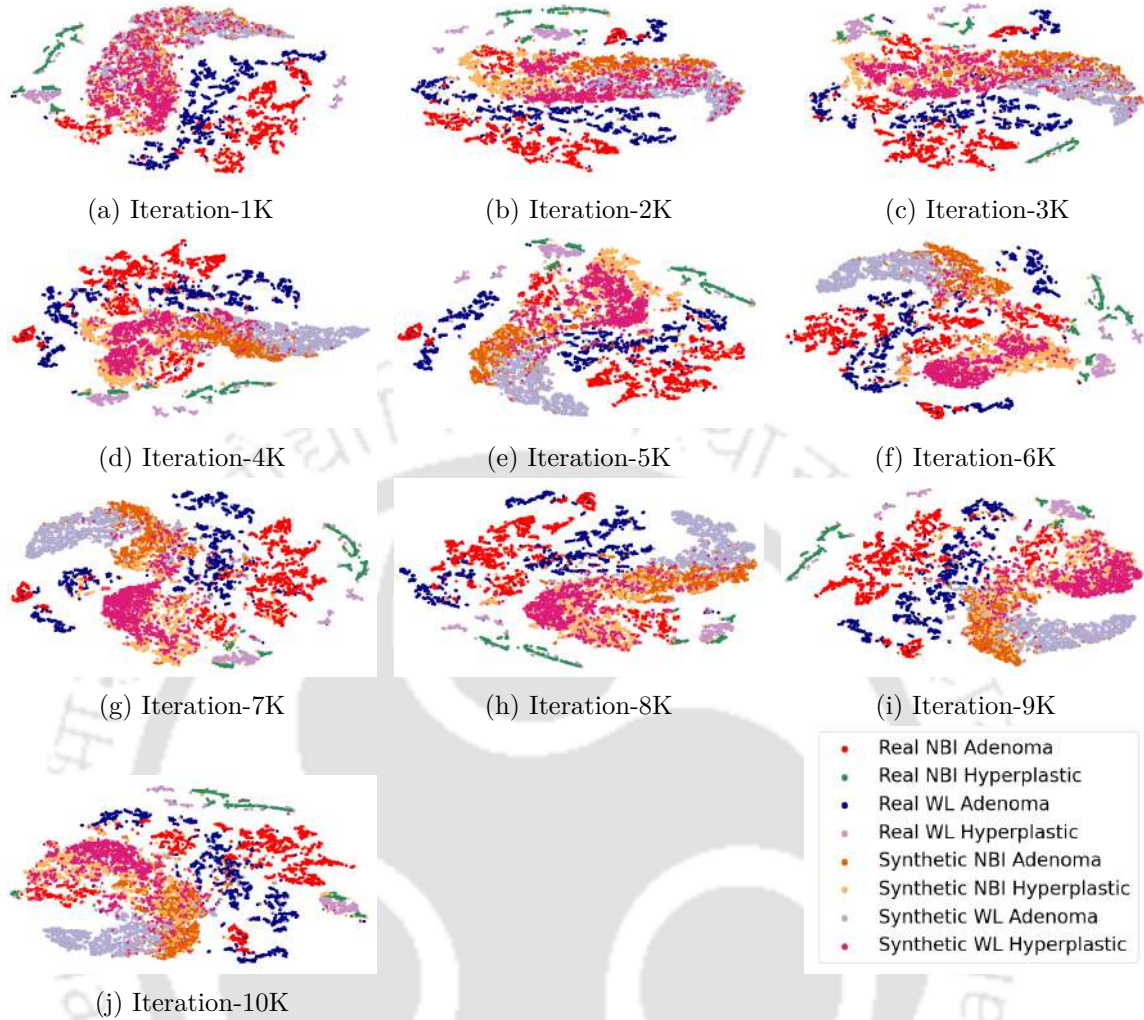 (a) Iteration-1K
(b) Iteration-2K
(c) Iteration-3K
(d) Iteration-4K
(e) Iteration-5K
(f) Iteration-6K
(g) Iteration-7K
(h) Iteration-8K
(i) Iteration-9K
Real NBI Adenoma
Real NBI Hyperplastic
Real WL Adenoma
Real WL Hyperplastic
Synthetic NBI Adenoma
Synthetic NBI Hyperplastic
Synthetic WL Adenoma
Synthetic WL Hyperplastic
(j) Iteration-10K